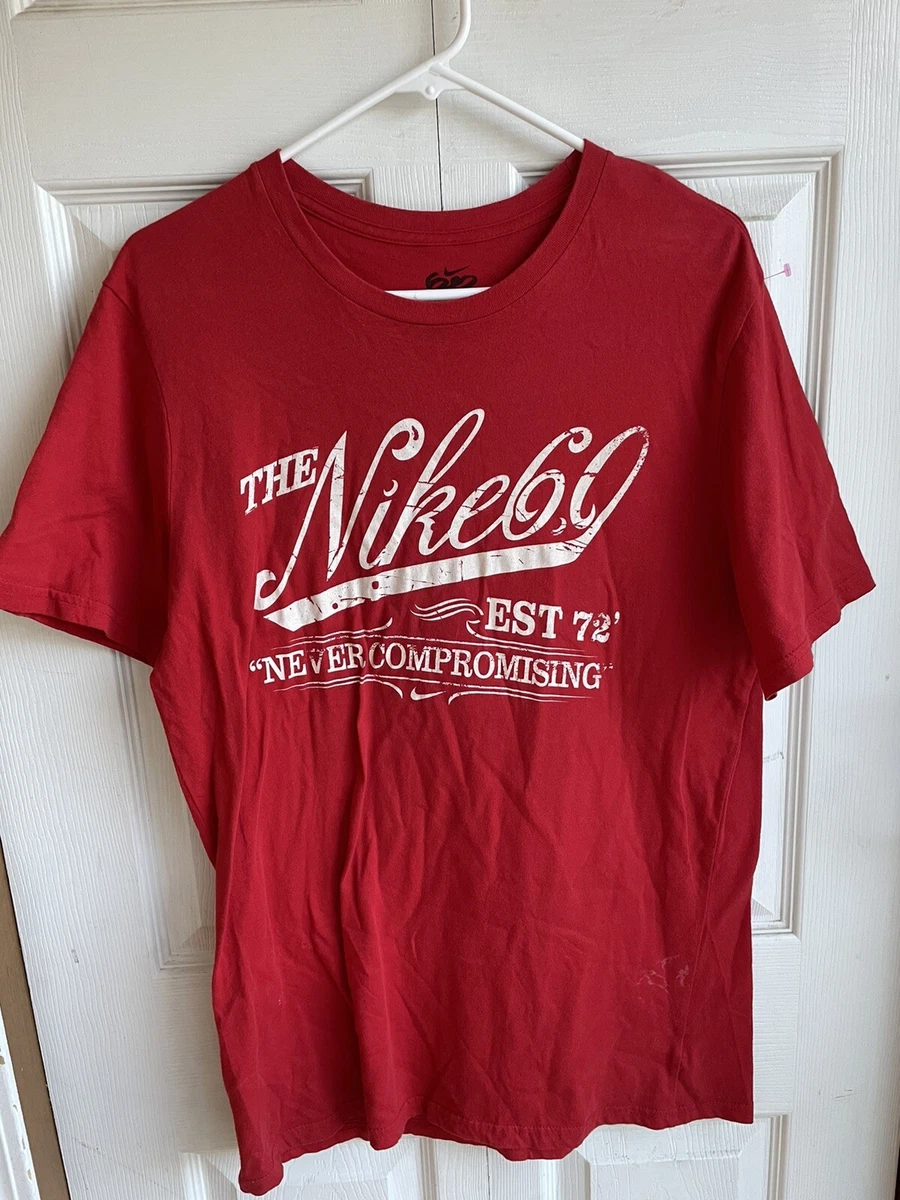 THE Nike6.0
EST 72'
"NEVER COMPROMISING"